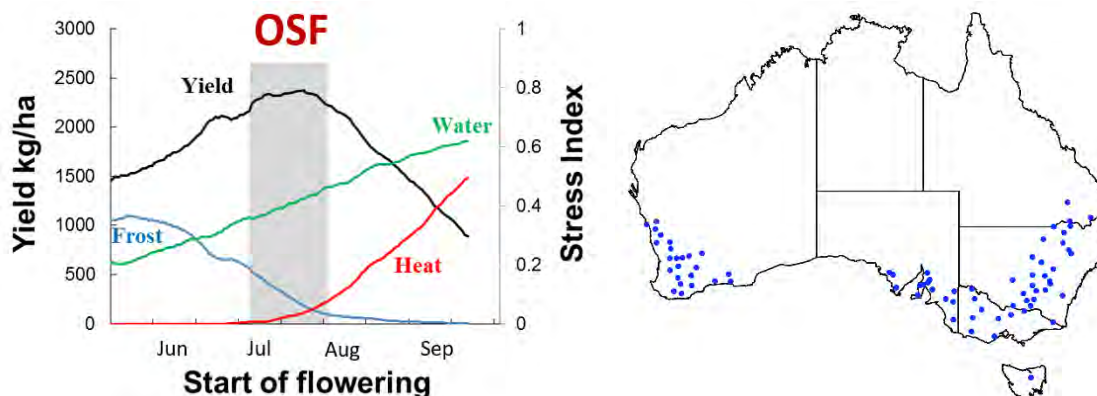 OSF
3000
2500
2000
1500
1000
500
0
Yield kg/ha
1
0.8
0.6
0.4
0.2
0
Stress Index
Yield
Water
Frost
Heat
Jun Jul Aug Sep
Start of flowering